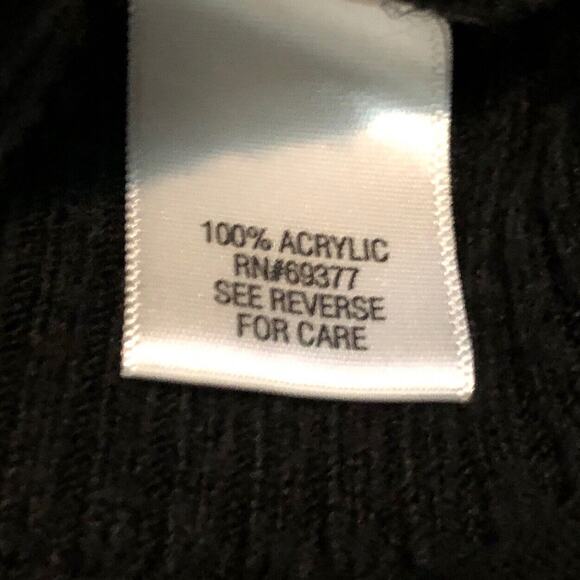 100% ACRYLIC
RN#69377
SEE REVERSE
FOR CARE